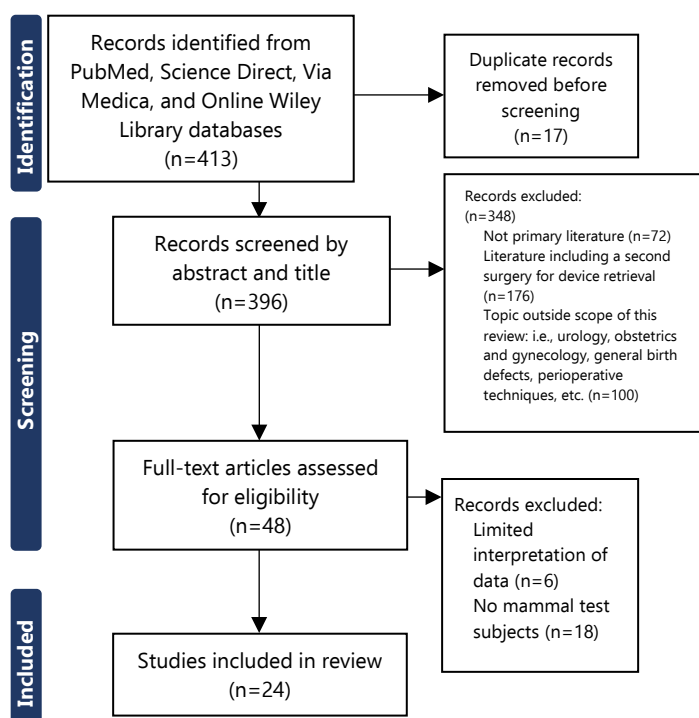 Identification
Records identified from
PubMed, Science Direct, Via
Medica, and Online Wiley
Library databases
(n=413)
Duplicate records
removed before
screening
(n=17)
Screening
Records screened by
abstract and title
(n=396)
Records excluded:
(n=348)
Not primary literature (n=72)
Literature including a second
surgery for device retrieval
(n=176)
Topic outside scope of this
review: i.e., urology, obstetrics
and gynecology, general birth
defects, perioperative
techniques, etc. (n=100)
Full-text articles assessed
for eligibility
(n=48)
Records excluded:
Limited
interpretation of
data (n=6)
No mammal test
subjects (n=18)
Included
Studies included in review
(n=24)